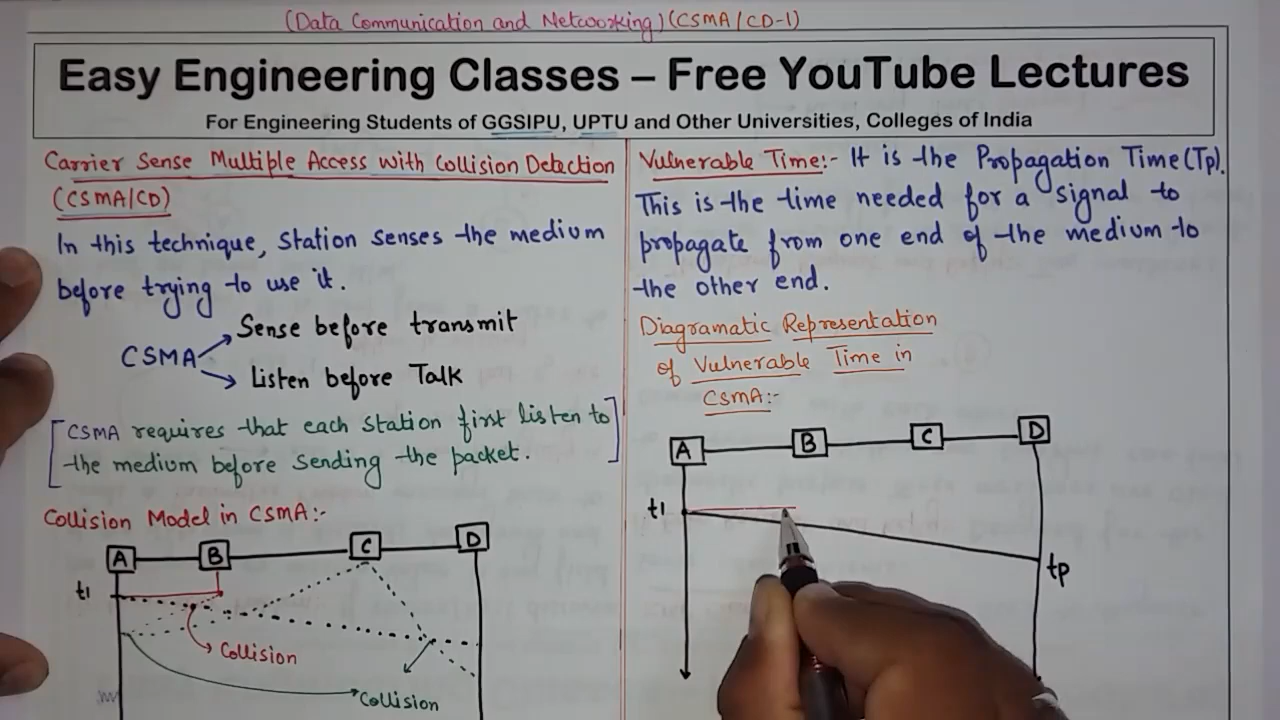 (Data Communication and Networking)(CSMA/CD-1)
Easy Engineering Classes – Free YouTube Lectures
For Engineering Students of GGSIPU, UPTU and Other Universities, Colleges of India
Carrier Sense Multiple Access with Collision Detection
(CSMA/CD)
In this technique, Station Senses the medium
before trying to use it.
Sense before transmit
CSMA
Listen before Talk
[CSMA requires that each Station first listen to
the medium before Sending the packet.]
Collision Model in CSMA:-
A B C D
t1
Collision
Collision
Vulnerable Time:- It is the Propagation Time(Tp).
This is the time needed for a signal to
propagate from one end of the medium to
the other end.
Diagramatic Representation
of Vulnerable Time in
CSMA:-
A B C D
t1
tp